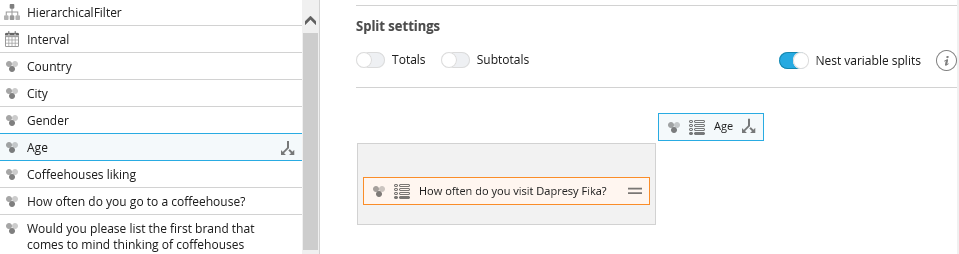 HierarchicalFilter
Interval
Country
City
Gender
Age
Coffeehouses liking
How often do you go to a coffeehouse?
Would you please list the first brand that
comes to mind thinking of coffehouses
Split settings
Totals
Subtotals
Nest variable splits
i
Age
How often do you visit Dapresy Fika?